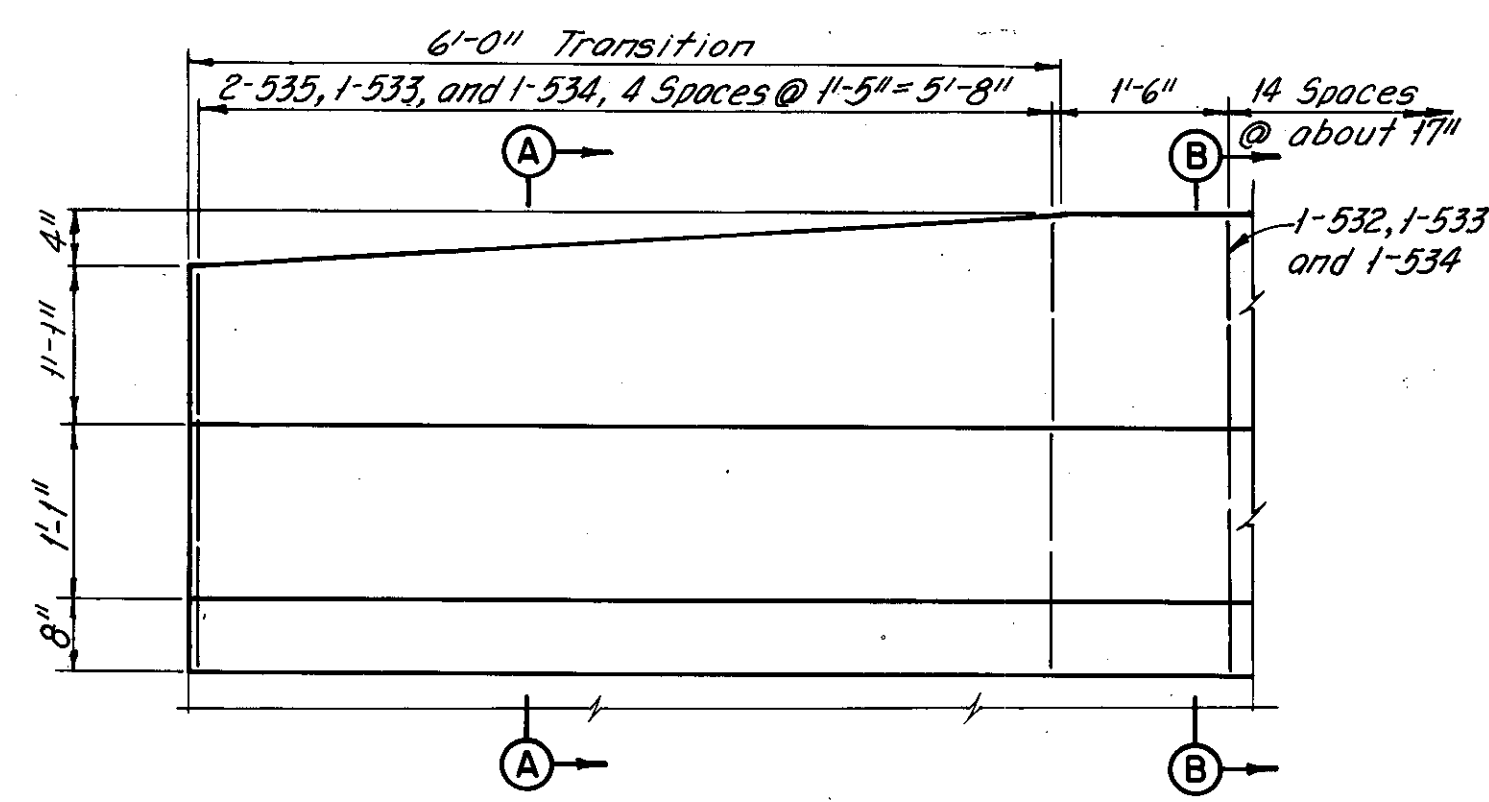 6'-0" Transition
2-535, 1-533, and 1-534, 4 Spaces @ 1'-5" = 5'-8"
1'-6"
14 Spaces
@ about 17"
A
B
4"
1-532, 1-533
and 1-534
1'-1"
1'-1"
8"
A
B